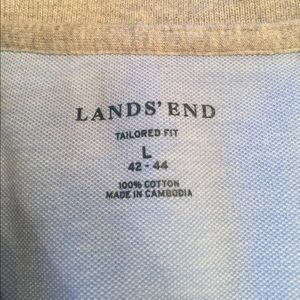 LANDS' END
TAILORED FIT
L
42 - 44
100% COTTON
MADE IN CAMBODIA